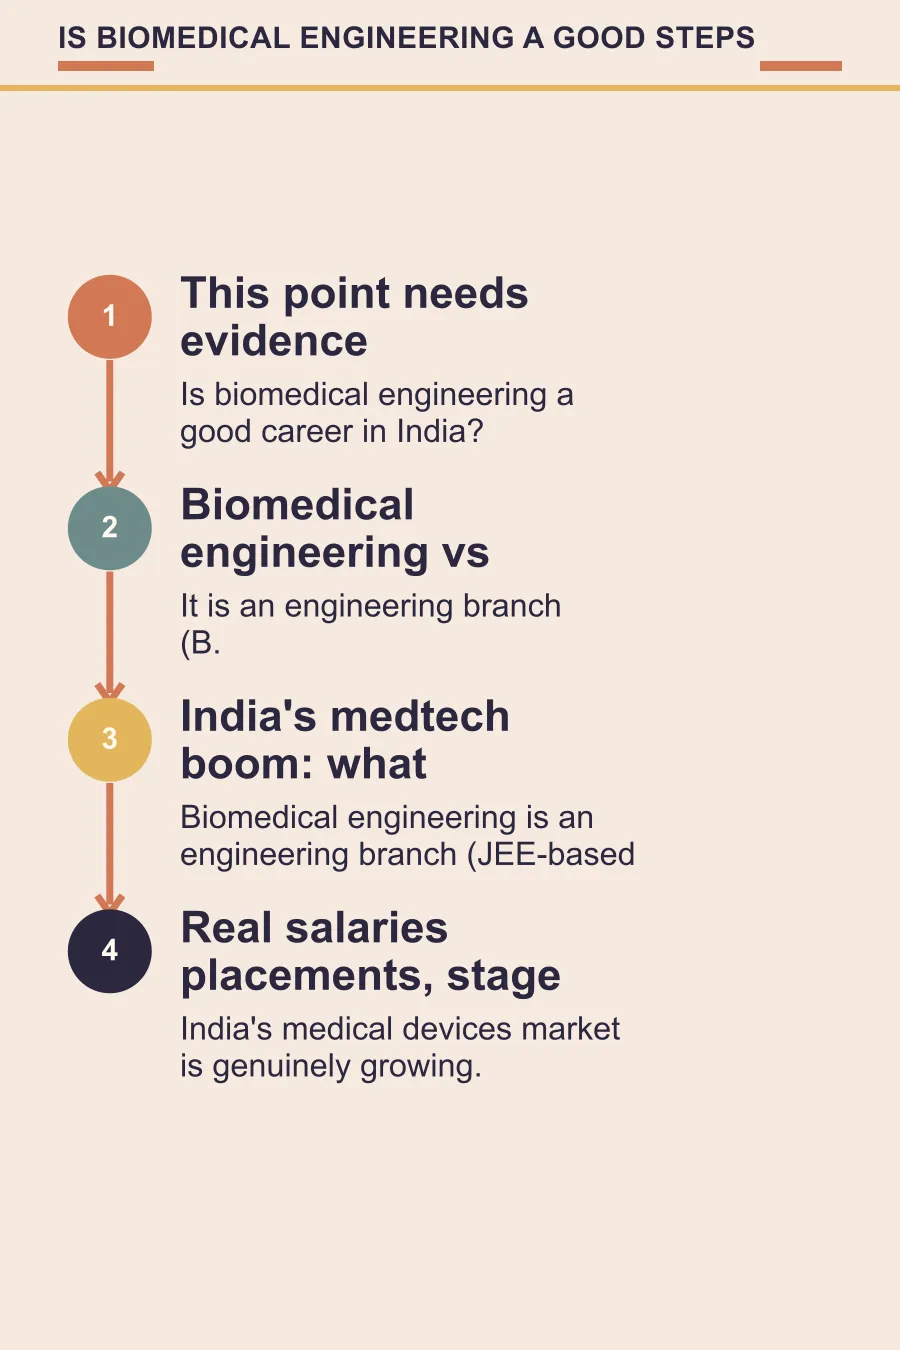 IS BIOMEDICAL ENGINEERING A GOOD STEPS
1
This point needs
evidence
Is biomedical engineering a
good career in India?
2
Biomedical
engineering vs
It is an engineering branch
(B.
3
India's medtech
boom: what
Biomedical engineering is an
engineering branch (JEE-based
4
Real salaries
placements, stage
India's medical devices market
is genuinely growing.